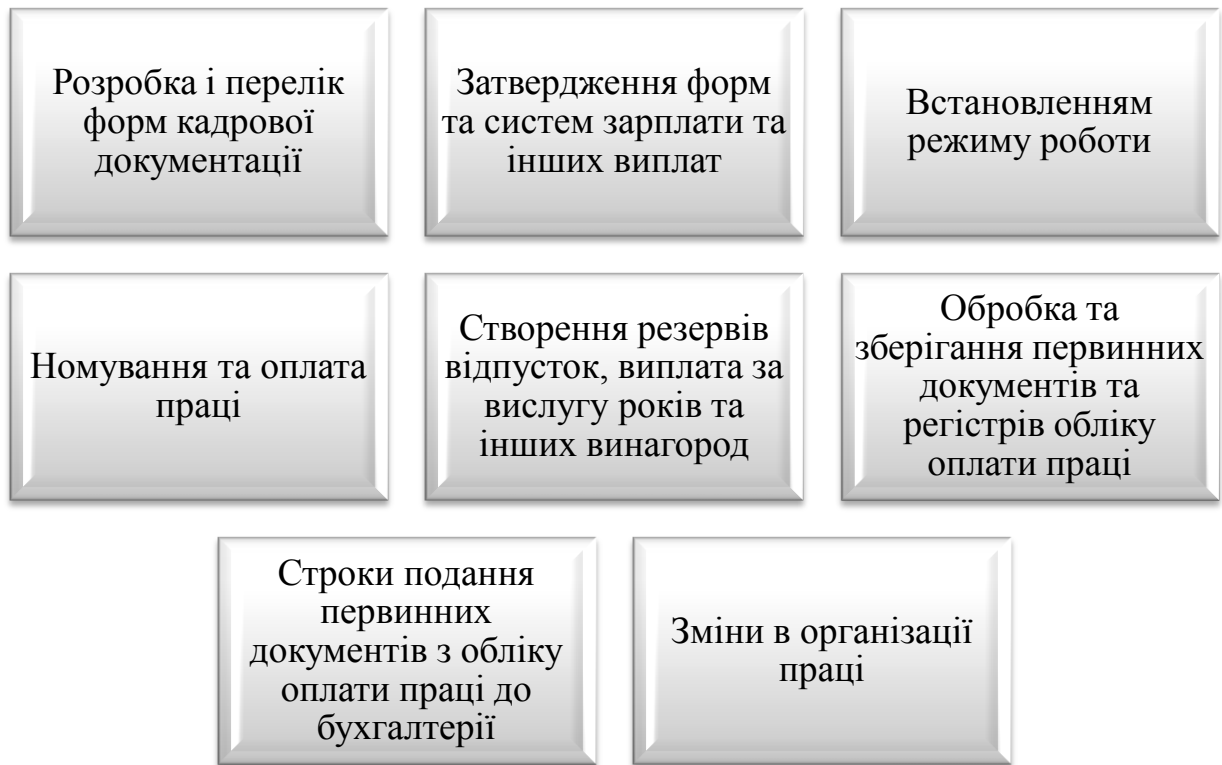 Розробка і перелік
форм кадрової
документації
Затвердження форм
та систем зарплати та
інших виплат
Встановленням
режиму роботи
Номування та оплата
праці
Створення резервів
відпусток, виплата за
вислугу років та
інших винагород
Обробка та
зберігання первинних
документів та
регістрів обліку
оплати праці
Строки подання
первинних
документів з обліку
оплати праці до
бухгалтерії
Зміни в організації
праці